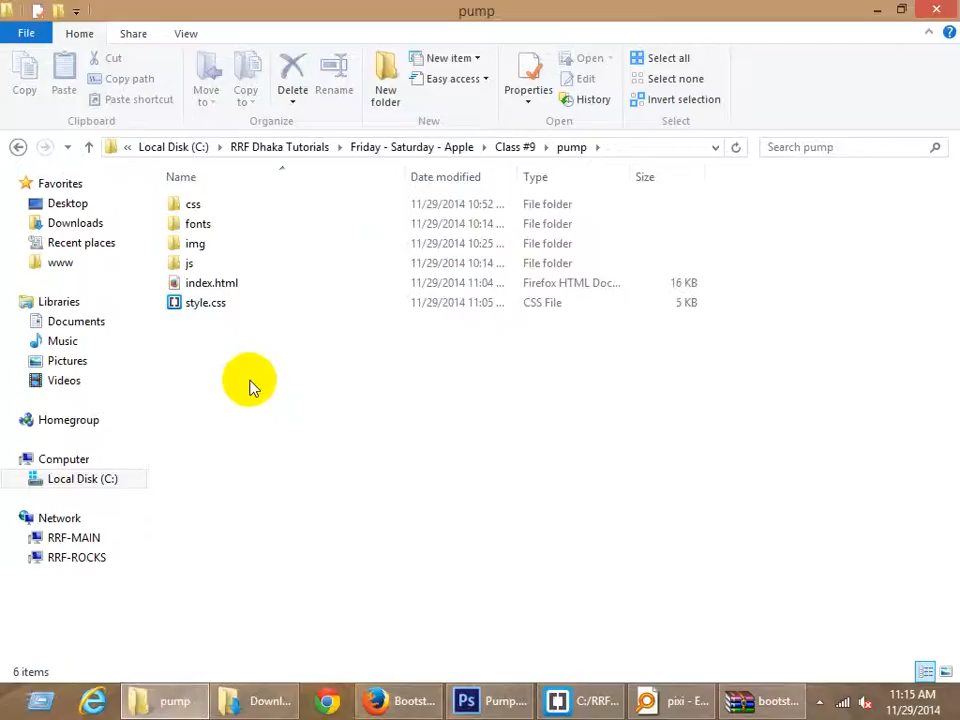 pump
File Home Share View
Copy Paste Cut Copy path Paste shortcut Move to Copy to Delete Rename New folder New item Easy access Properties Open Edit History Select all Select none Invert selection
Clipboard Organize New Open Select
« Local Disk (C:) RRF Dhaka Tutorials Friday - Saturday - Apple Class #9 pump Search pump
Name Date modified Type Size
css 11/29/2014 10:52 ... File folder
fonts 11/29/2014 10:14 ... File folder
img 11/29/2014 10:25 ... File folder
js 11/29/2014 10:14 ... File folder
index.html 11/29/2014 11:04 ... Firefox HTML Doc... 16 KB
style.css 11/29/2014 11:05 ... CSS File 5 KB
Favorites
Desktop
Downloads
Recent places
www
Libraries
Documents
Music
Pictures
Videos
Homegroup
Computer
Local Disk (C:)
Network
RRF-MAIN
RRF-ROCKS
6 items
pump Downl... Bootst... Ps Pump.... C:/RRF... pixi - E... bootst... 11:15 AM
11/29/2014